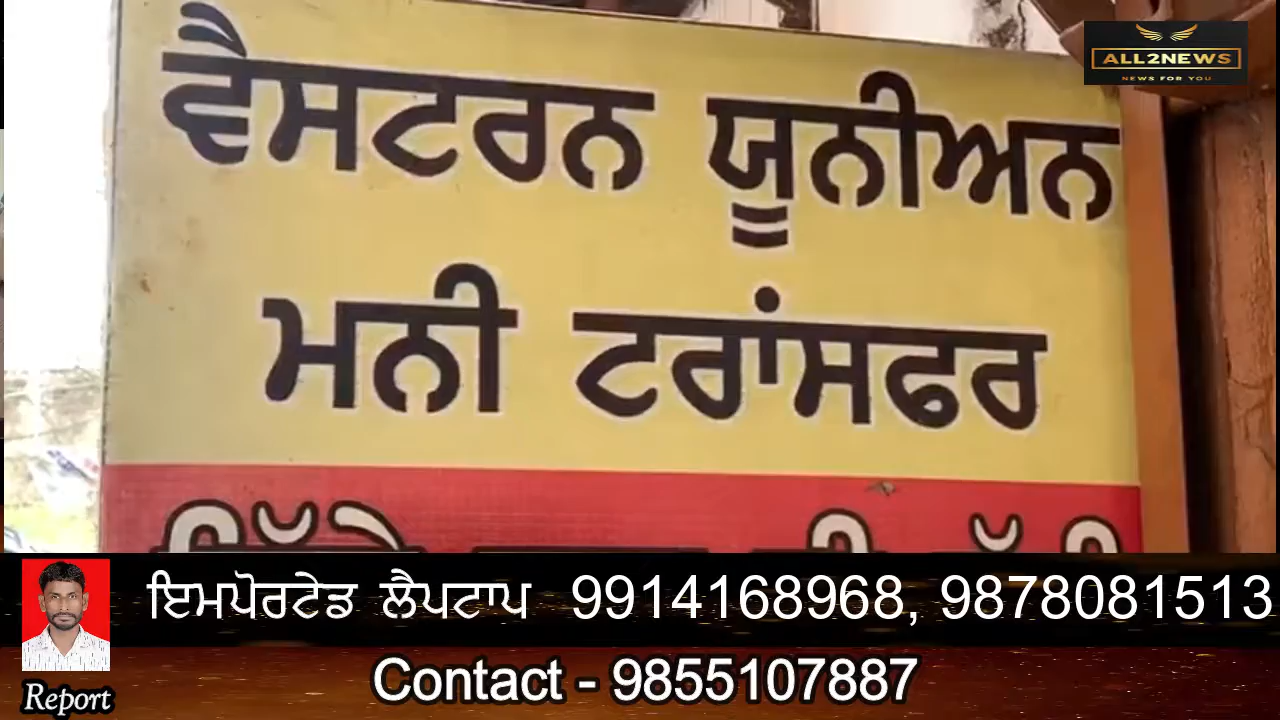 ALL2NEWS
NEWS FOR YOU
ਵੈਸਟਰਨ ਯੂਨੀਅਨ
ਮਨੀ ਟਰਾਂਸਫਰ
ਇਮਪੋਰਟੇਡ ਲੈਪਟਾਪ 9914168968, 9878081513
Contact - 9855107887
Report